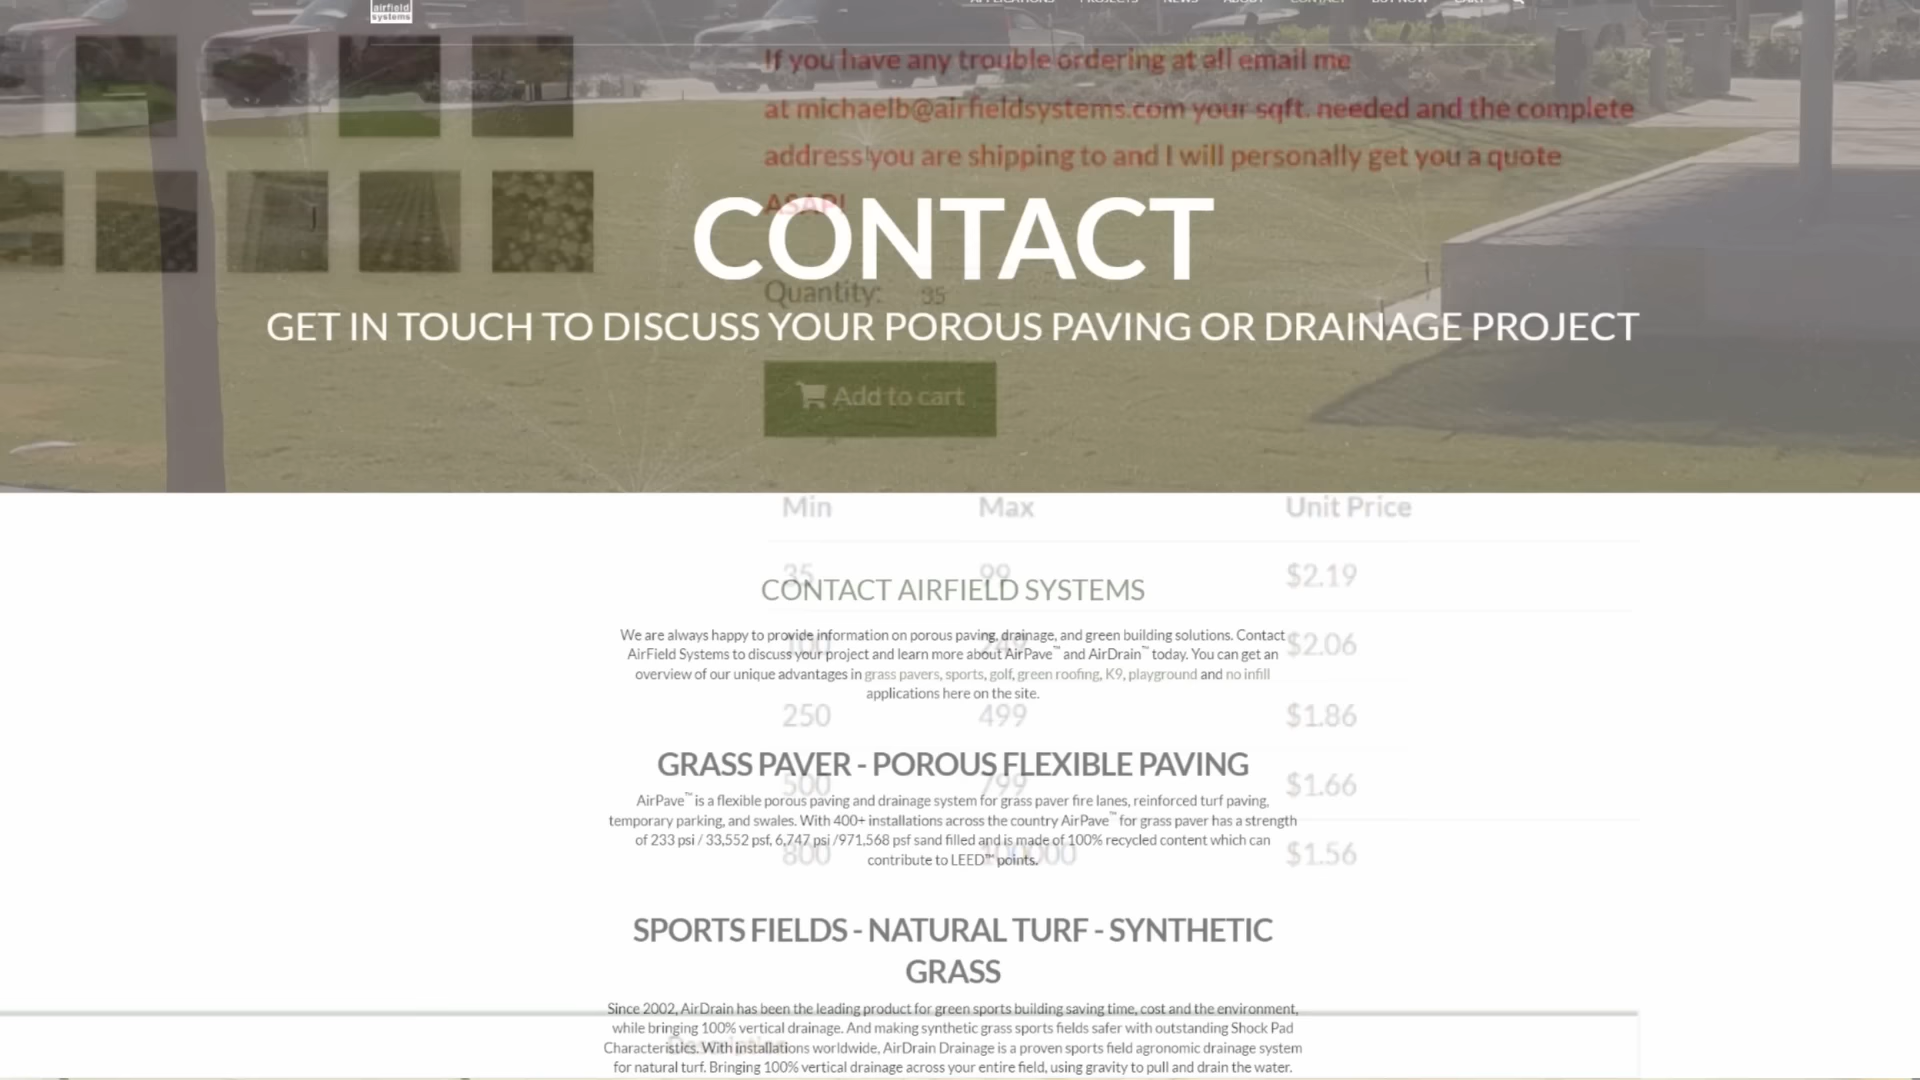 airfield
systems
APPLICATIONS PROJECTS NEWS ABOUT CONTACT BUY NOW CART
If you have any trouble ordering at all email me
at michaelb@airfieldsystems.com your sqft. needed and the complete
address you are shipping to and I will personally get you a quote
ASAP!
CONTACT
Quantity: 35
GET IN TOUCH TO DISCUSS YOUR POROUS PAVING OR DRAINAGE PROJECT
Add to cart
Min Max Unit Price
35 99 $2.19
CONTACT AIRFIELD SYSTEMS
We are always happy to provide information on porous paving, drainage, and green building solutions. Contact
100 249 $2.06
AirField Systems to discuss your project and learn more about AirPave™ and AirDrain™ today. You can get an
overview of our unique advantages in grass pavers, sports, golf, green roofing, K9, playground and no infill
applications here on the site.
250 499 $1.86
GRASS PAVER - POROUS FLEXIBLE PAVING
500 799 $1.66
AirPave™ is a flexible porous paving and drainage system for grass paver fire lanes, reinforced turf paving,
temporary parking, and swales. With 400+ installations across the country AirPave™ for grass paver has a strength
of 233 psi / 33,552 psf, 6,747 psi /971,568 psf sand filled and is made of 100% recycled content which can
800 100000 $1.56
contribute to LEED™ points.
SPORTS FIELDS - NATURAL TURF - SYNTHETIC
GRASS
Since 2002, AirDrain has been the leading product for green sports building saving time, cost and the environment,
while bringing 100% vertical drainage. And making synthetic grass sports fields safer with outstanding Shock Pad
Description
Characteristics. With installations worldwide, AirDrain Drainage is a proven sports field agronomic drainage system
for natural turf. Bringing 100% vertical drainage across your entire field, using gravity to pull and drain the water.